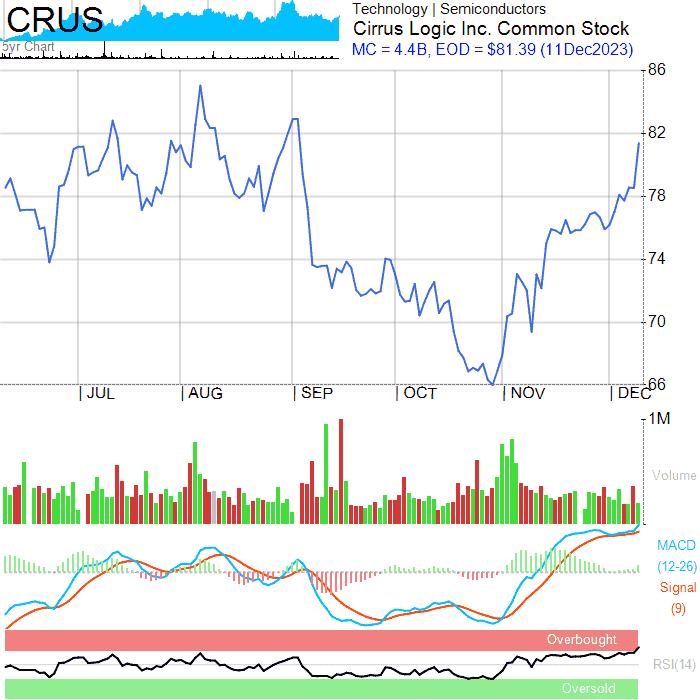 CRUS
5yr Chart
Technology | Semiconductors
Cirrus Logic Inc. Common Stock
MC = 4.4B, EOD = $81.39 (11Dec2023)
86
82
78
74
70
66
| JUL | AUG | SEP | OCT | NOV | DEC
1M
Volume
MACD
(12-26)
Signal
(9)
Overbought
RSI(14)
Oversold